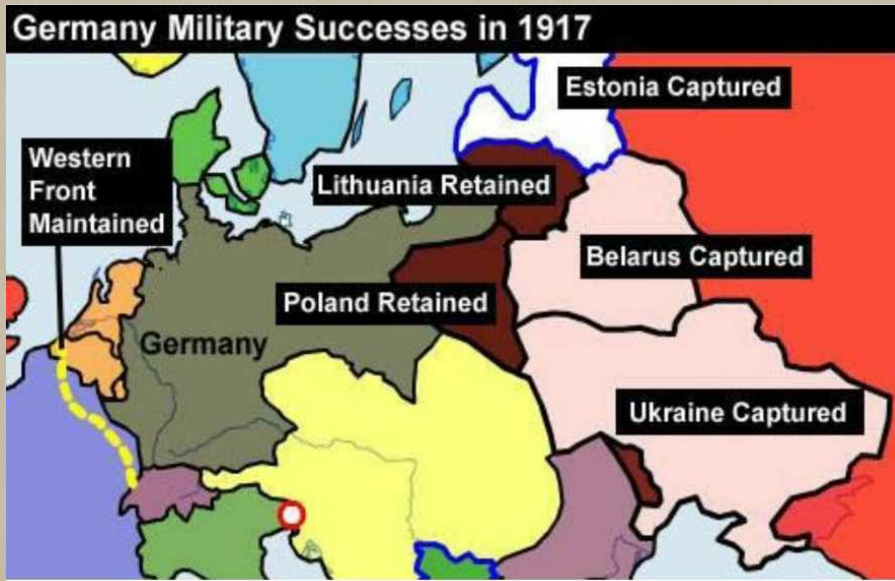 Germany Military Successes in 1917
Estonia Captured
Western
Front
Maintained
Lithuania Retained
Belarus Captured
Poland Retained
Germany
Ukraine Captured